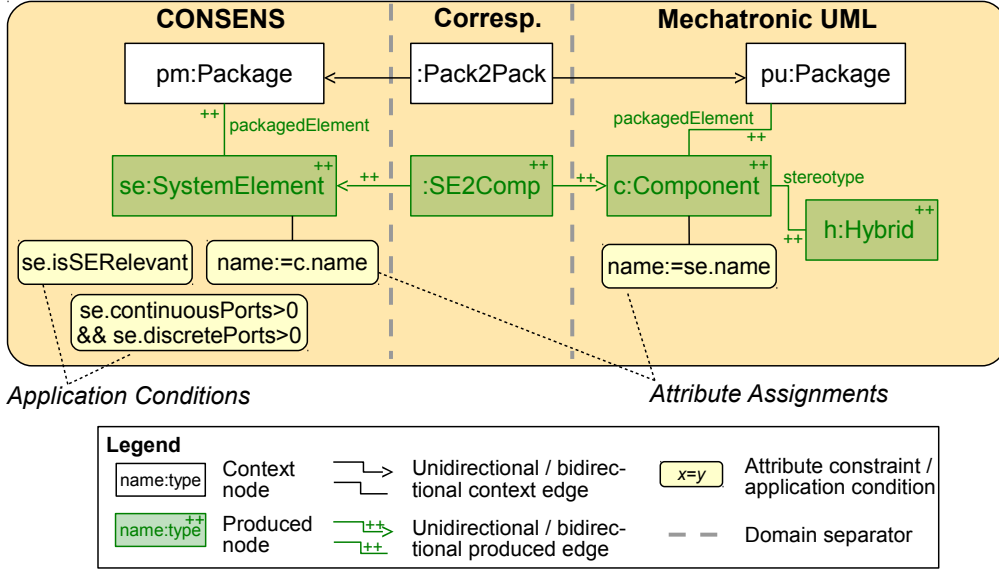 CONSENS
Corresp.
Mechatronic UML
pm:Package
:Pack2Pack
pu:Package
++
packagedElement
packagedElement
++
++
se:SystemElement
++
++
:SE2Comp
++
++
c:Component
stereotype
++
++
h:Hybrid
se.isSERelevant
name:=c.name
name:=se.name
se.continuousPorts>0
&& se.discretePorts>0
Application Conditions
Attribute Assignments
Legend
name:type
Context
node
Unidirectional / bidirec-
tional context edge
x=y
Attribute constraint /
application condition
++
name:type
Produced
node
++
++
Unidirectional / bidirec-
tional produced edge
Domain separator